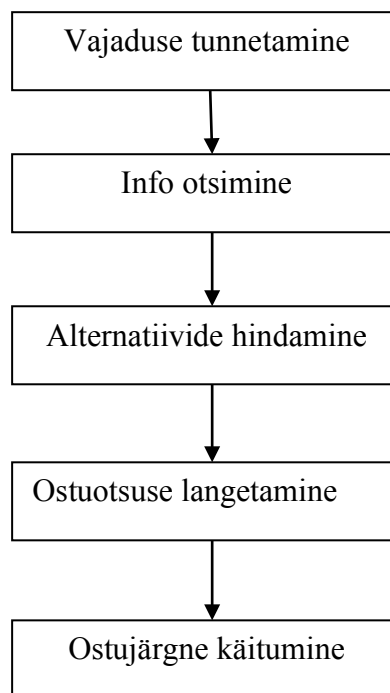 Vajaduse tunnetamine
Info otsimine
Alternatiivide hindamine
Ostuotsuse langetamine
Ostujärgne käitumine